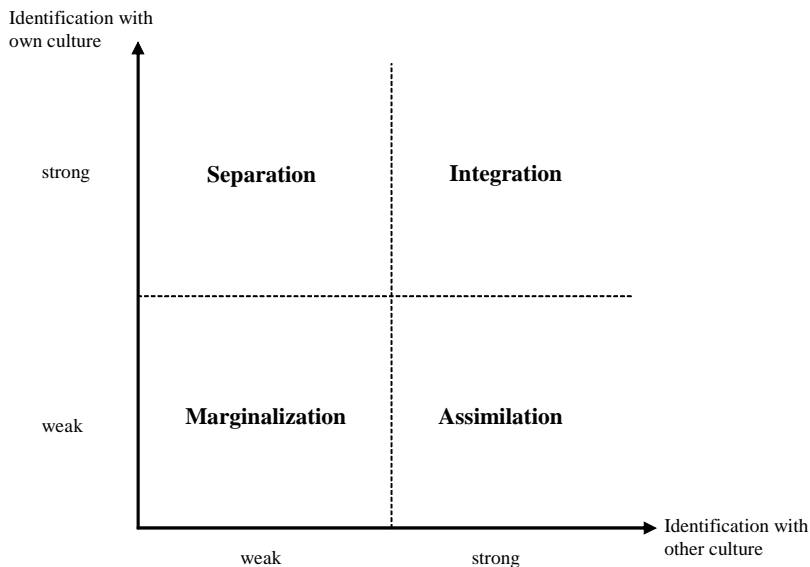 Identification with
own culture
strong
Separation
Integration
weak
Marginalization
Assimilation
Identification with
other culture
weak
strong